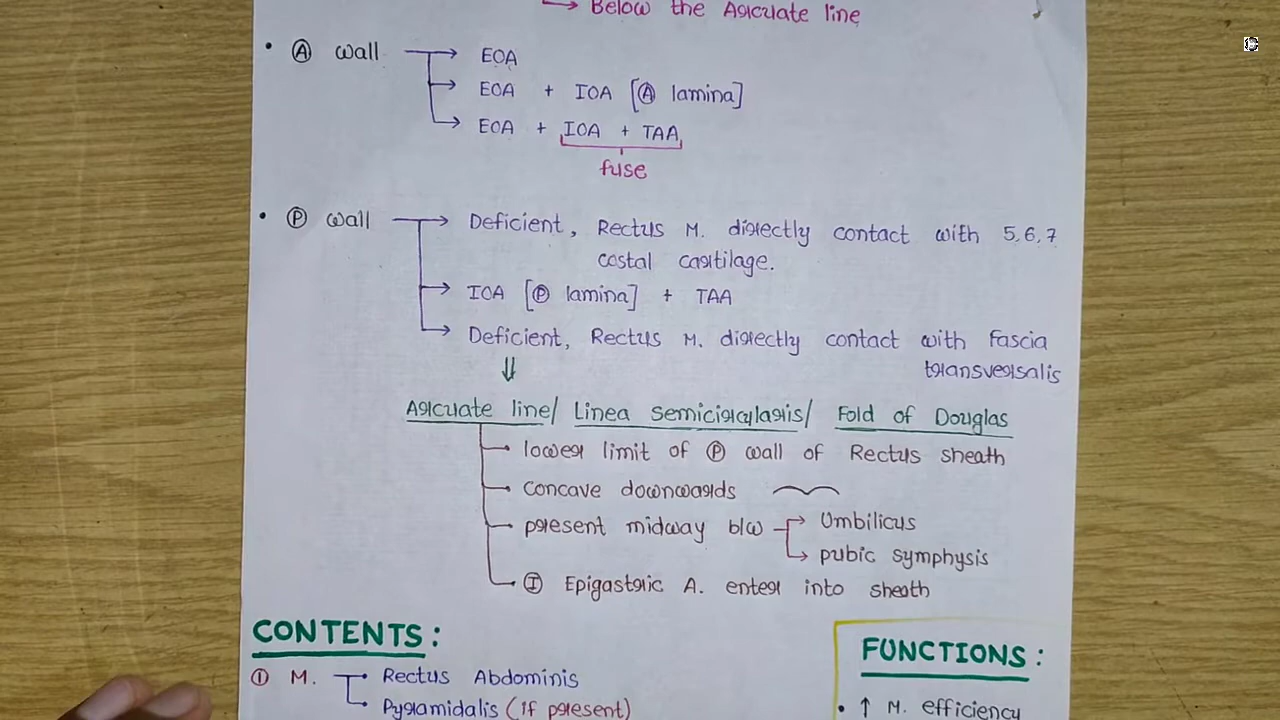 → Below the Arcuate line
• Ⓐ wall → EOA
→ EOA + IOA [Ⓐ lamina]
→ EOA + IOA + TAA
fuse
• Ⓟ wall → Deficient, Rectus M. directly contact with 5,6,7
costal cartilage.
→ IOA [Ⓟ lamina] + TAA
→ Deficient, Rectus M. directly contact with Fascia
transversalis
⇓
Arcuate line/ Linea semicircularis/ Fold of Douglas
lower limit of Ⓟ wall of Rectus sheath
concave downwards
present midway b/w → Umbilicus
→ pubic symphysis
Ⓘ Epigastric A. enter into sheath
CONTENTS :
① M. Rectus Abdominis
Pyramidalis (if present)
FUNCTIONS :
• ↑ M. efficiency